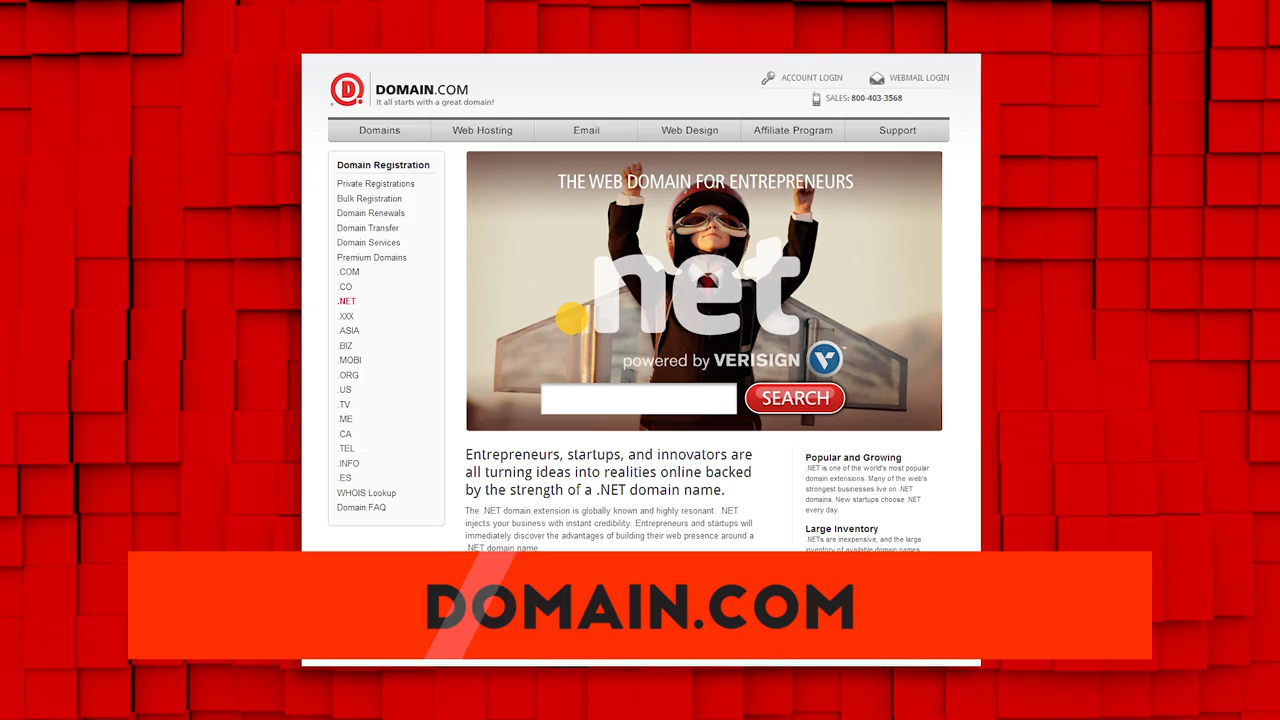 DOMAIN.COM
It all starts with a great domain!
ACCOUNT LOGIN
WEBMAIL LOGIN
SALES: 800-403-3568
Domains
Web Hosting
Email
Web Design
Affiliate Program
Support
Domain Registration
Private Registrations
Bulk Registration
Domain Renewals
Domain Transfer
Domain Services
Premium Domains
.COM
.CO
.NET
.XXX
.ASIA
.BIZ
.MOBI
.ORG
.US
.TV
.ME
.CA
.TEL
.INFO
.ES
WHOIS Lookup
Domain FAQ
THE WEB DOMAIN FOR ENTREPRENEURS
.net
powered by VERISIGN
SEARCH
Entrepreneurs, startups, and innovators are
all turning ideas into realities online backed
by the strength of a .NET domain name.
The .NET domain extension is globally known and highly resonant. .NET
injects your business with instant credibility. Entrepreneurs and startups will
immediately discover the advantages of building their web presence around a
.NET domain name.
Popular and Growing
.NET is one of the world's most popular
domain extensions. Many of the web's
strongest businesses live on .NET
domains. New startups choose .NET
every day.
Large Inventory
.NETs are inexpensive, and the large
inventory of available domain names
DOMAIN.COM